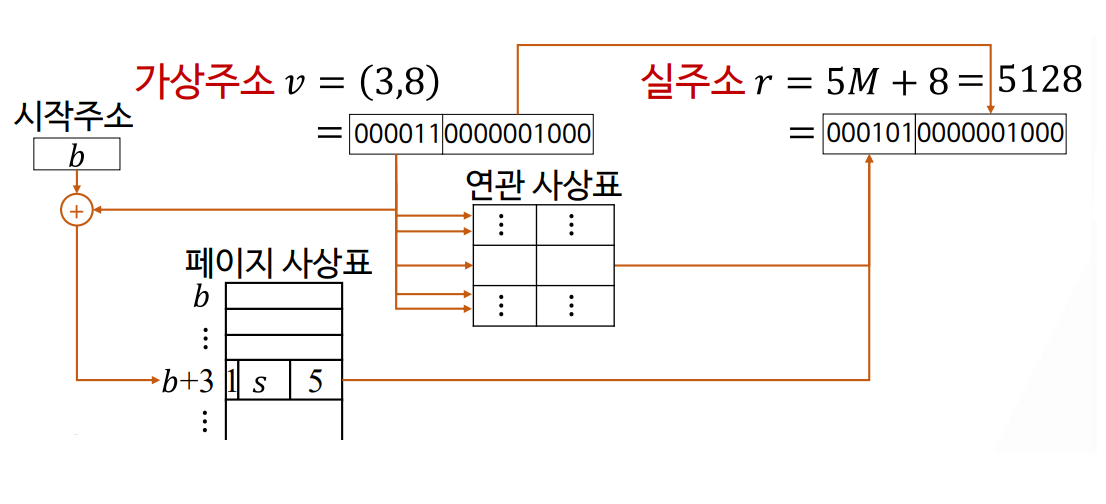 가상주소 v = (3,8)
= 000011 0000001000
실주소 r = 5M + 8 = 5128
= 000101 0000001000
시작주소
b
+
연관 사상표
⋮ ⋮
⋮ ⋮
페이지 사상표
b
⋮
b+3 1 s 5
⋮